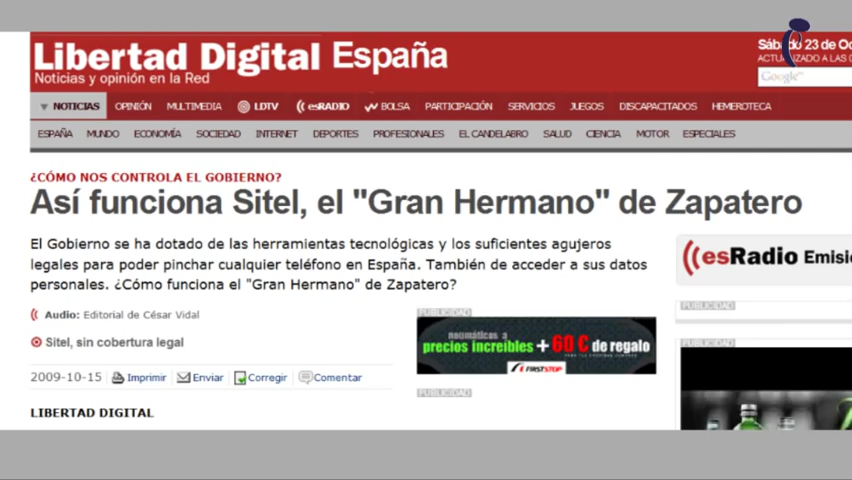 Libertad Digital España
Noticias y opinión en la Red
Sábado 23 de Oc
ACTUALIZADO A LAS
Google™
NOTICIAS OPINIÓN MULTIMEDIA LDTV esRADIO BOLSA PARTICIPACIÓN SERVICIOS JUEGOS DISCAPACITADOS HEMEROTECA
ESPAÑA MUNDO ECONOMÍA SOCIEDAD INTERNET DEPORTES PROFESIONALES EL CANDELABRO SALUD CIENCIA MOTOR ESPECIALES
¿CÓMO NOS CONTROLA EL GOBIERNO?
Así funciona Sitel, el "Gran Hermano" de Zapatero
El Gobierno se ha dotado de las herramientas tecnológicas y los suficientes agujeros
legales para poder pinchar cualquier teléfono en España. También de acceder a sus datos
personales. ¿Cómo funciona el "Gran Hermano" de Zapatero?
esRadio Emisi
PUBLICIDAD
Audio: Editorial de César Vidal
Sitel, sin cobertura legal
PUBLICIDAD
neumáticos a
precios increíbles + 60 € de regalo
FIRSTSTOP
PUBLICIDAD
2009-10-15 Imprimir Enviar Corregir Comentar
PUBLICIDAD
LIBERTAD DIGITAL